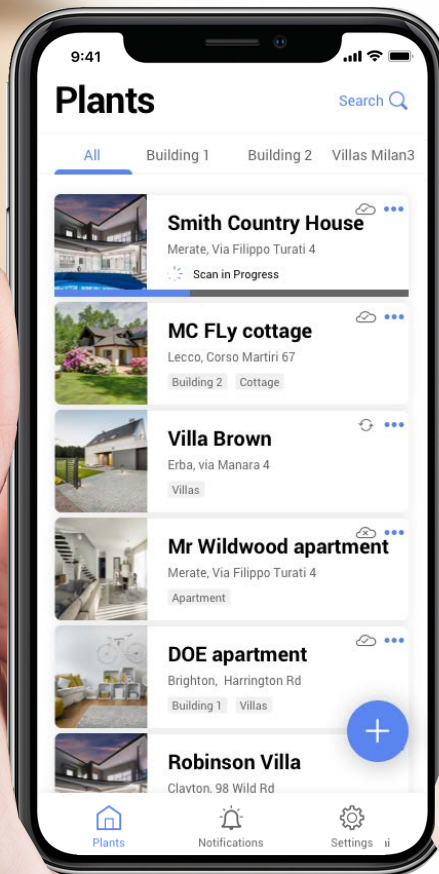 9:41
Plants
Search
All Building 1 Building 2 Villas Milan3
Smith Country House
Merate, Via Filippo Turati 4
Scan in Progress
MC FLy cottage
Lecco, Corso Martiri 67
Building 2 Cottage
Villa Brown
Erba, via Manara 4
Villas
Mr Wildwood apartment
Merate, Via Filippo Turati 4
Apartment
DOE apartment
Brighton, Harrington Rd
Building 1 Villas
Robinson Villa
Clayton, 98 Wild Rd
Plants Notifications Settings ii